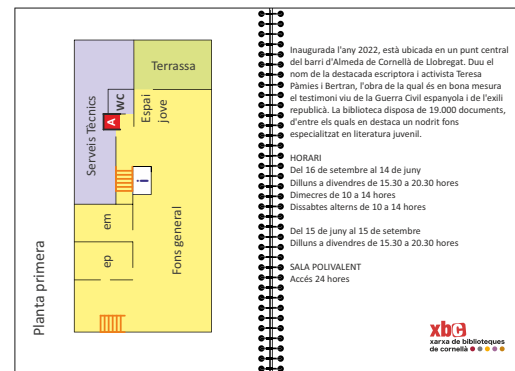 Planta primera
Serveis Tècnics
Terrassa
WC
A
Espai
jove
i
em
ep
Fons general
Inaugurada l'any 2022, està ubicada en un punt central
del barri d'Almeda de Cornellà de Llobregat. Duu el
nom de la destacada escriptora i activista Teresa
Pàmies i Bertran, l'obra de la qual és en bona mesura
el testimoni viu de la Guerra Civil espanyola i de l'exili
republicà. La biblioteca disposa de 19.000 documents,
d'entre els quals en destaca un nodrit fons
especialitzat en literatura juvenil.
HORARI
Del 16 de setembre al 14 de juny
Dilluns a divendres de 15.30 a 20.30 hores
Dimecres de 10 a 14 hores
Dissabtes alterns de 10 a 14 hores
Del 15 de juny al 15 de setembre
Dilluns a divendres de 15.30 a 20.30 hores
SALA POLIVALENT
Accés 24 hores
xbc
xarxa de biblioteques
de cornellà